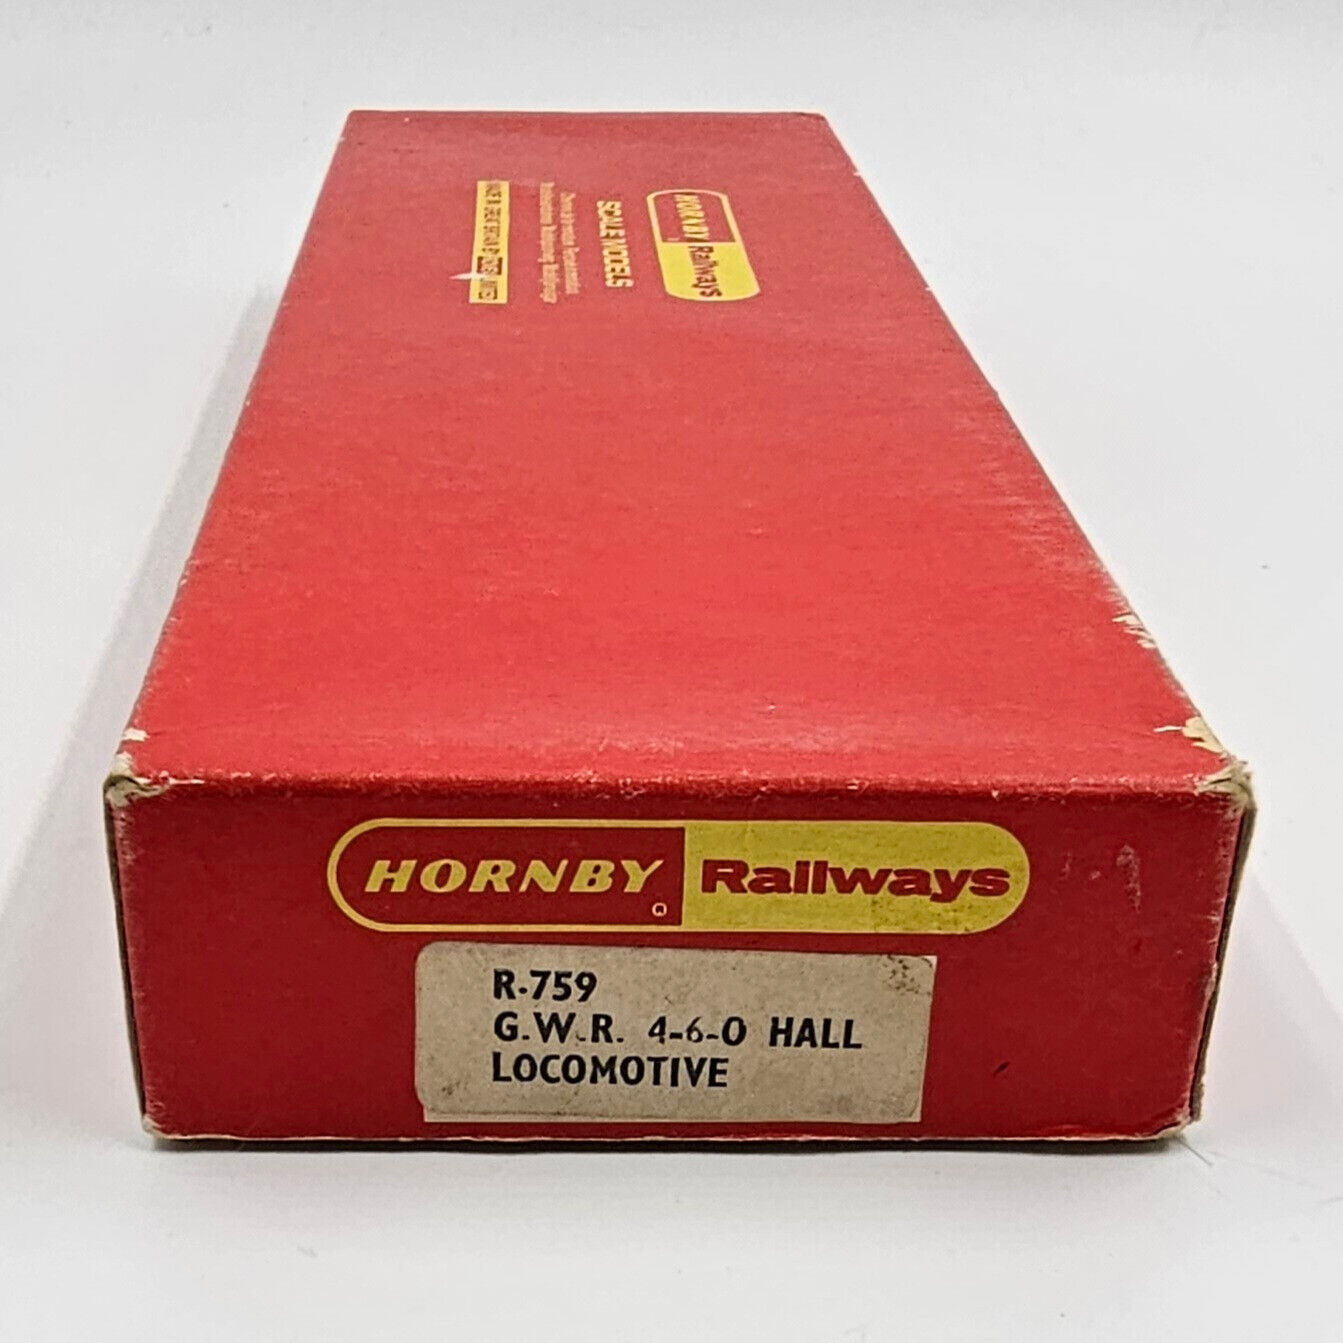 HORNBY Railways
SCALE MODELS
HORNBY Railways
R.759
G.W.R. 4-6-0 HALL
LOCOMOTIVE